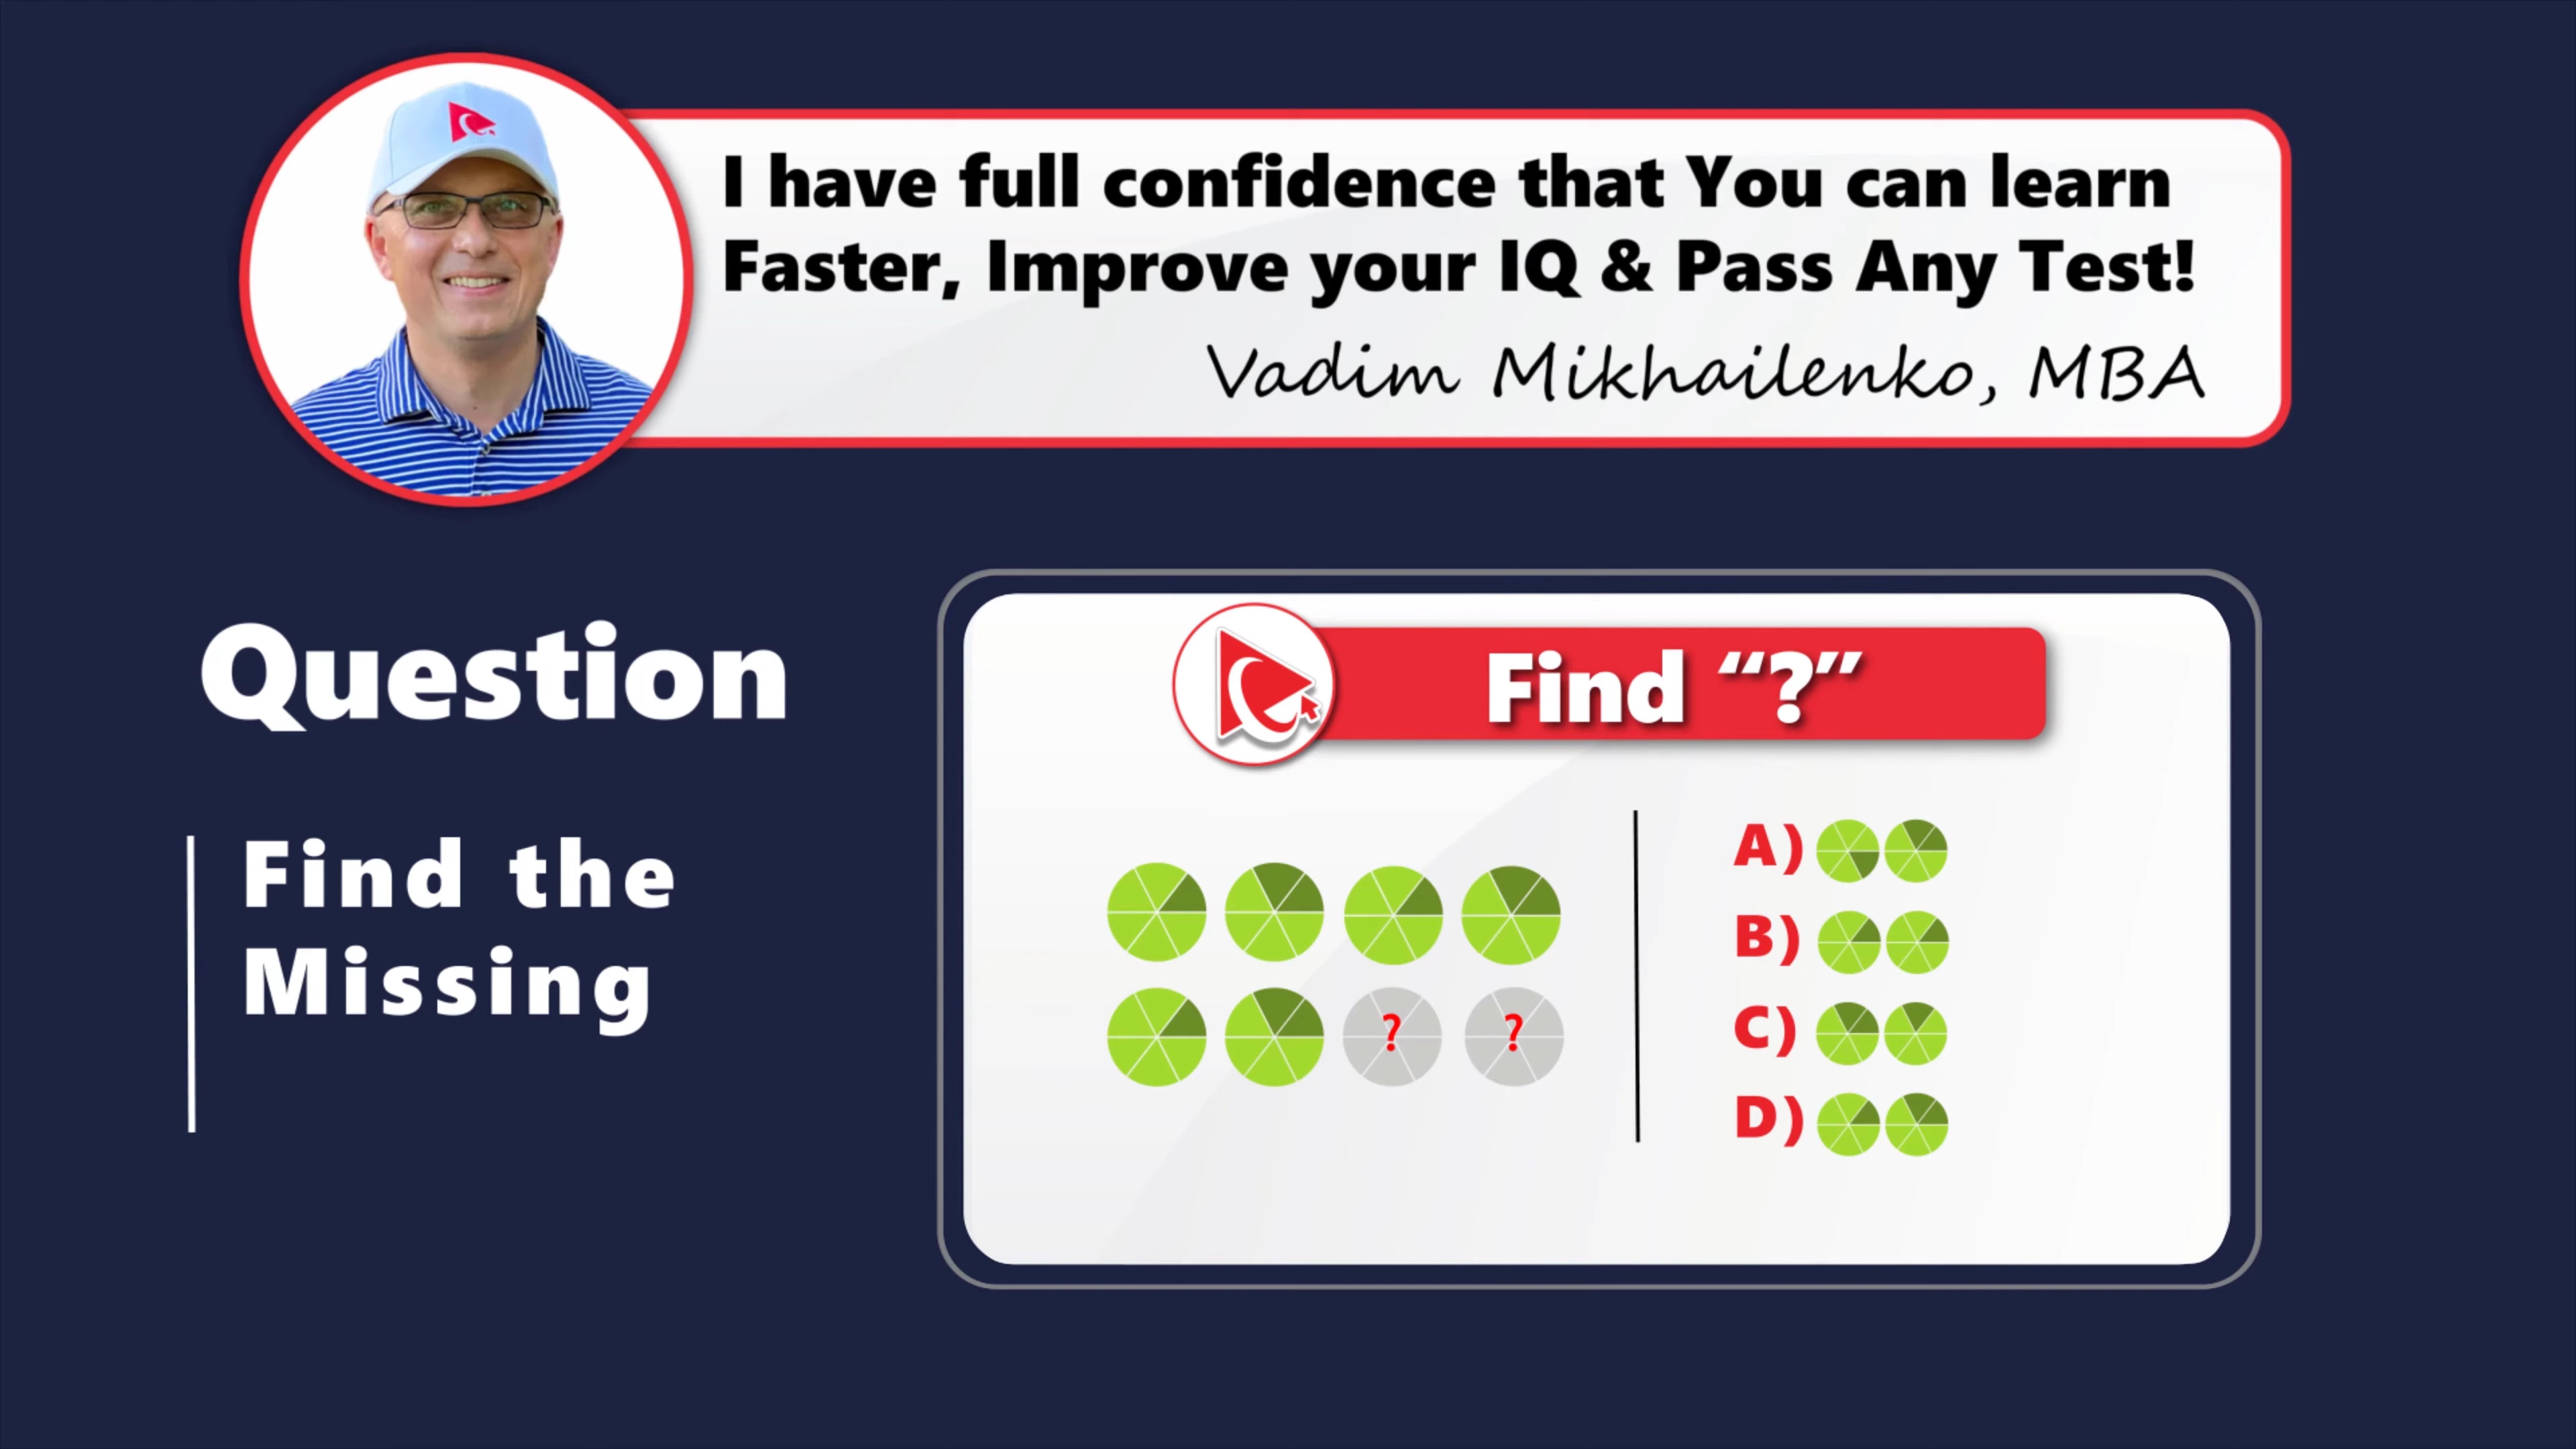 I have full confidence that You can learn
Faster, Improve your IQ & Pass Any Test!
Vadim Mikhailenko, MBA
Question
Find the
Missing
Find “?”
? ?
A)
B)
C)
D)